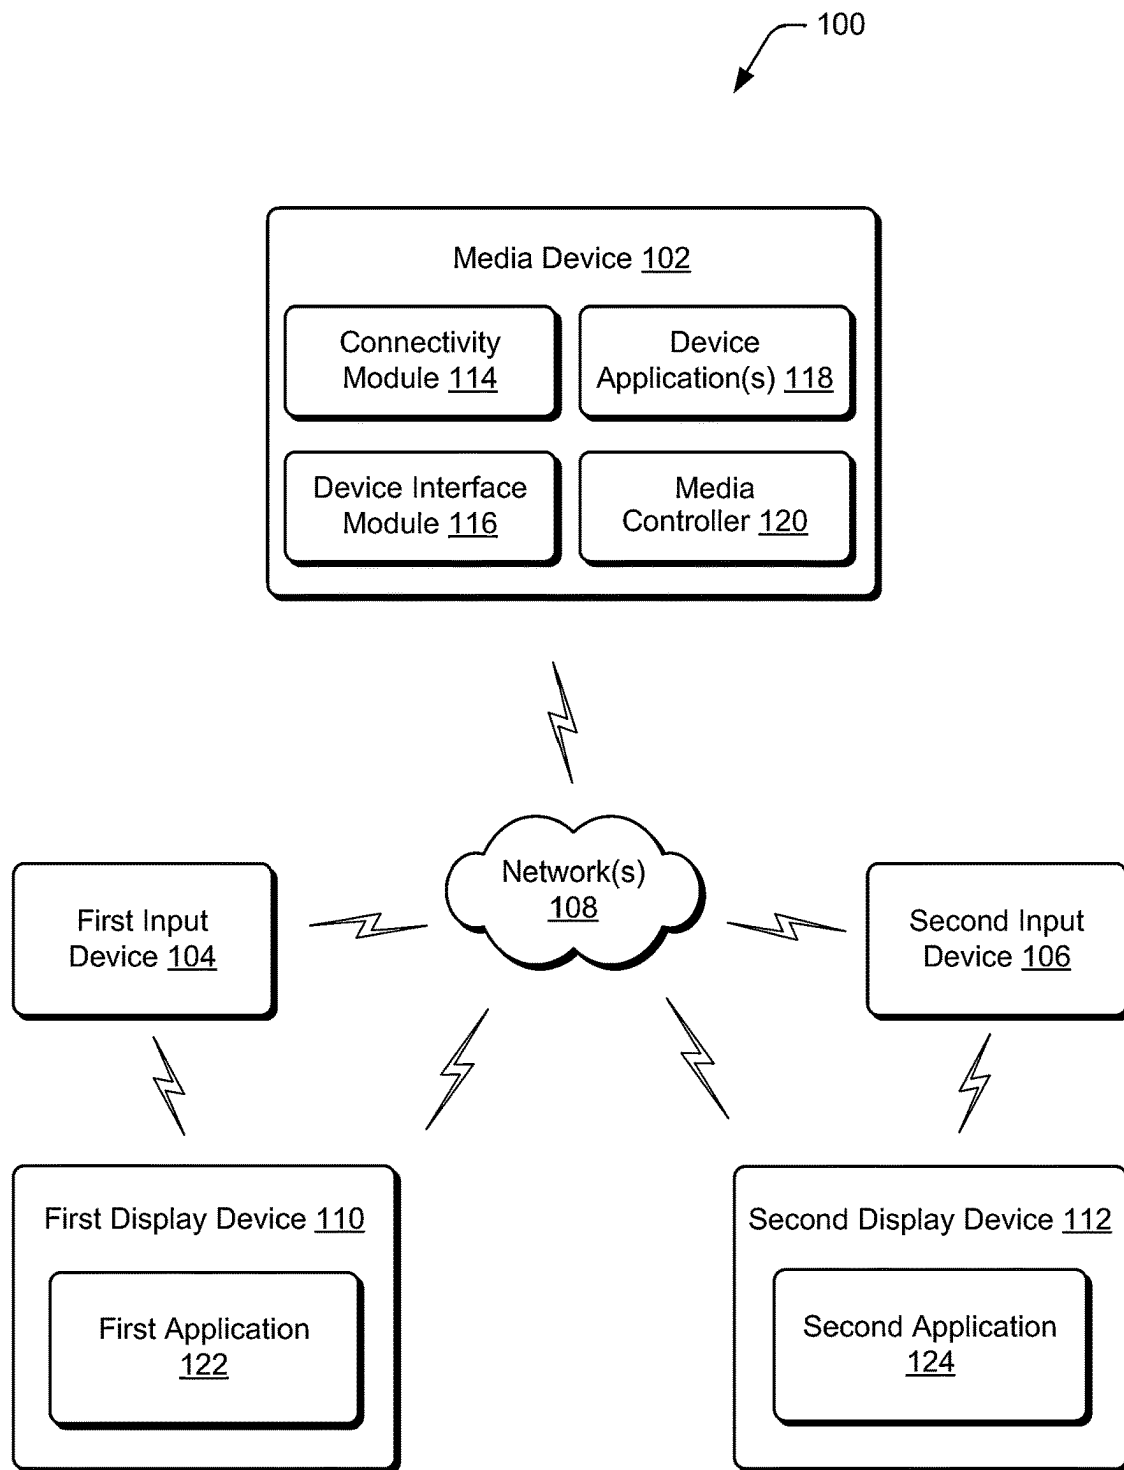 100
Media Device 102
Connectivity
Module 114
Device
Application(s) 118
Device Interface
Module 116
Media
Controller 120
Network(s)
108
First Input
Device 104
Second Input
Device 106
First Display Device 110
First Application
122
Second Display Device 112
Second Application
124